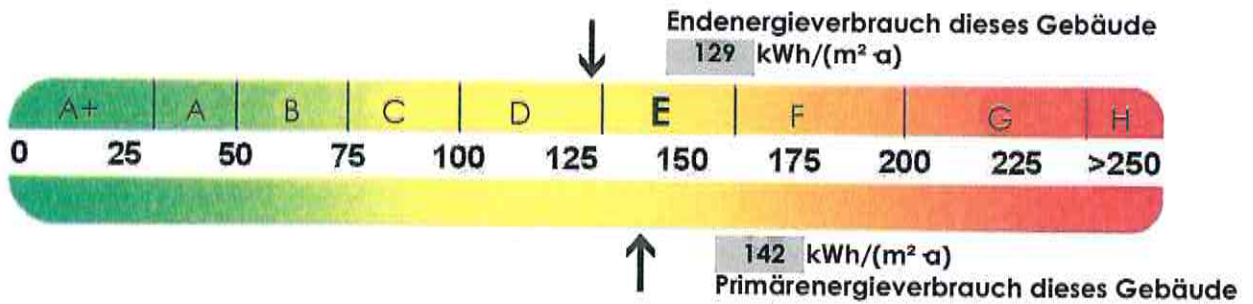 Endenergieverbrauch dieses Gebäude
129 kWh/(m² a)
A+ A B C D E F G H
0 25 50 75 100 125 150 175 200 225 >250
142 kWh/(m² a)
Primärenergieverbrauch dieses Gebäude